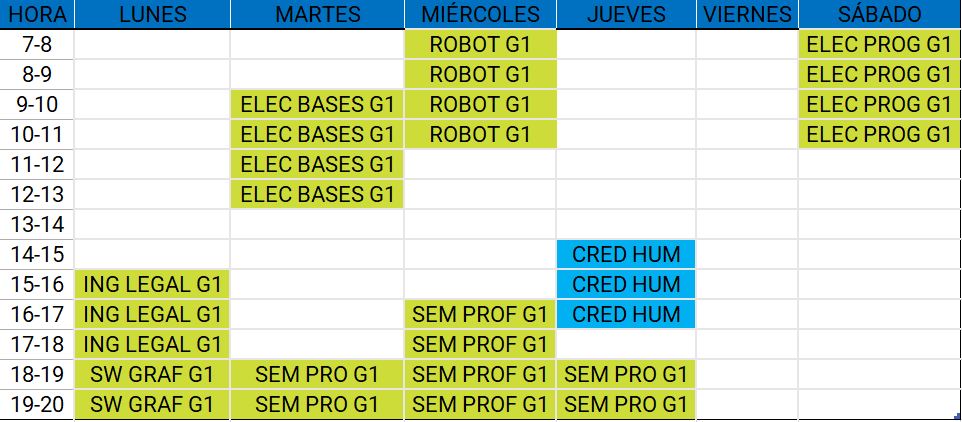 HORA LUNES MARTES MIÉRCOLES JUEVES VIERNES SÁBADO
7-8 ROBOT G1 ELEC PROG G1
8-9 ROBOT G1 ELEC PROG G1
9-10 ELEC BASES G1 ROBOT G1 ELEC PROG G1
10-11 ELEC BASES G1 ROBOT G1 ELEC PROG G1
11-12 ELEC BASES G1
12-13 ELEC BASES G1
13-14
14-15 CRED HUM
15-16 ING LEGAL G1 CRED HUM
16-17 ING LEGAL G1 SEM PROF G1 CRED HUM
17-18 ING LEGAL G1 SEM PROF G1
18-19 SW GRAF G1 SEM PRO G1 SEM PROF G1 SEM PRO G1
19-20 SW GRAF G1 SEM PRO G1 SEM PROF G1 SEM PRO G1